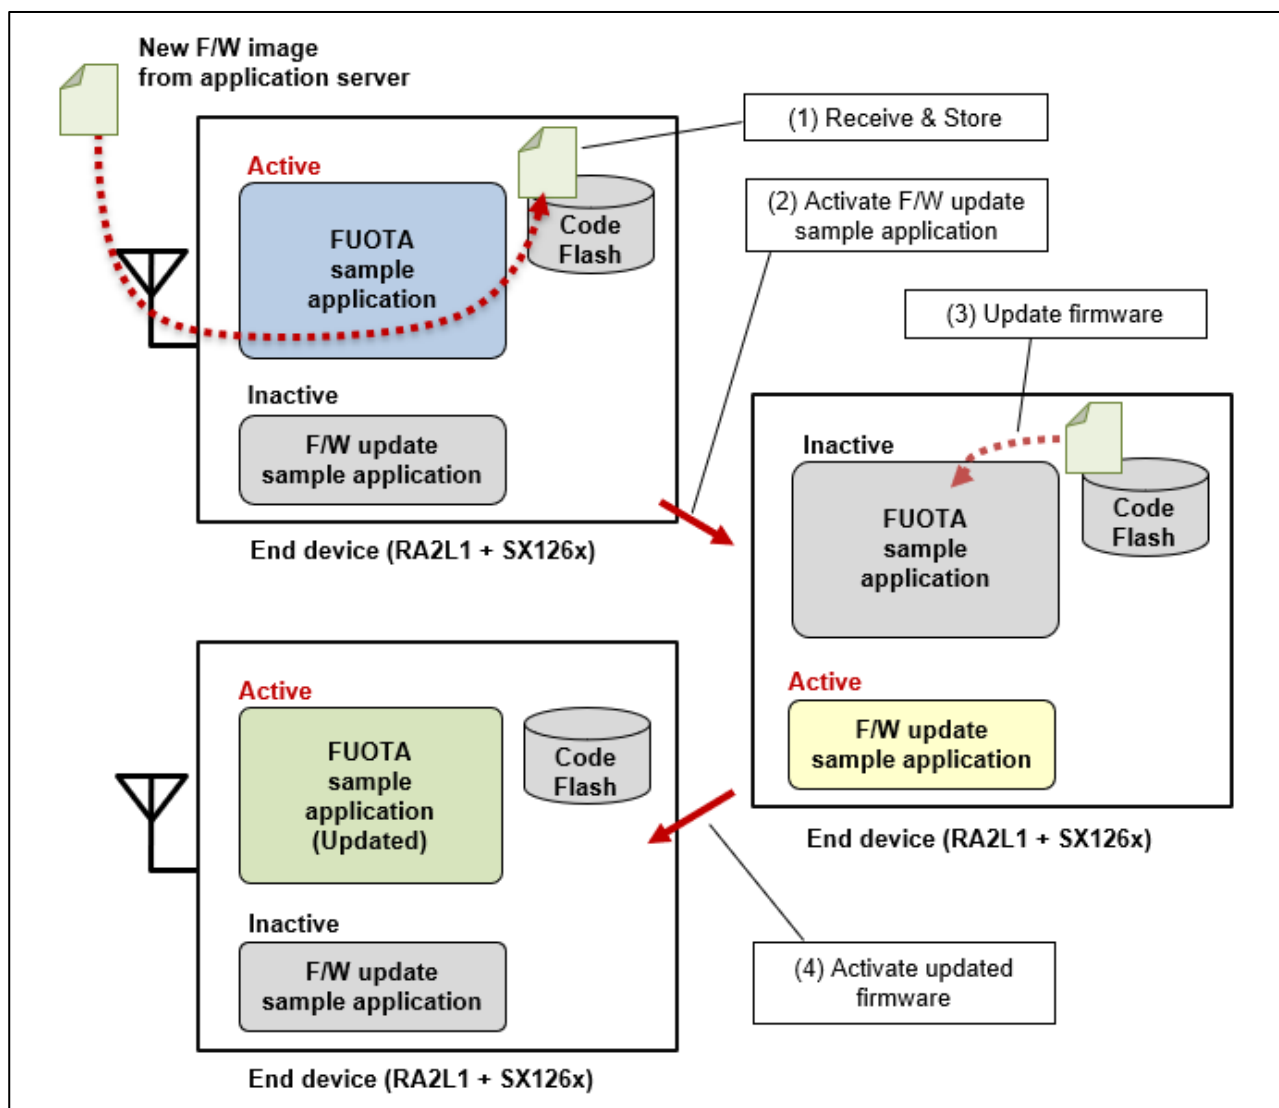 New F/W image
from application server
(1) Receive & Store
Active
FUOTA
sample
application
Code
Flash
(2) Activate F/W update
sample application
Inactive
F/W update
sample application
End device (RA2L1 + SX126x)
(3) Update firmware
Inactive
FUOTA
sample
application
Code
Flash
Active
F/W update
sample application
End device (RA2L1 + SX126x)
Active
FUOTA
sample
application
(Updated)
Code
Flash
Inactive
F/W update
sample application
End device (RA2L1 + SX126x)
(4) Activate updated
firmware